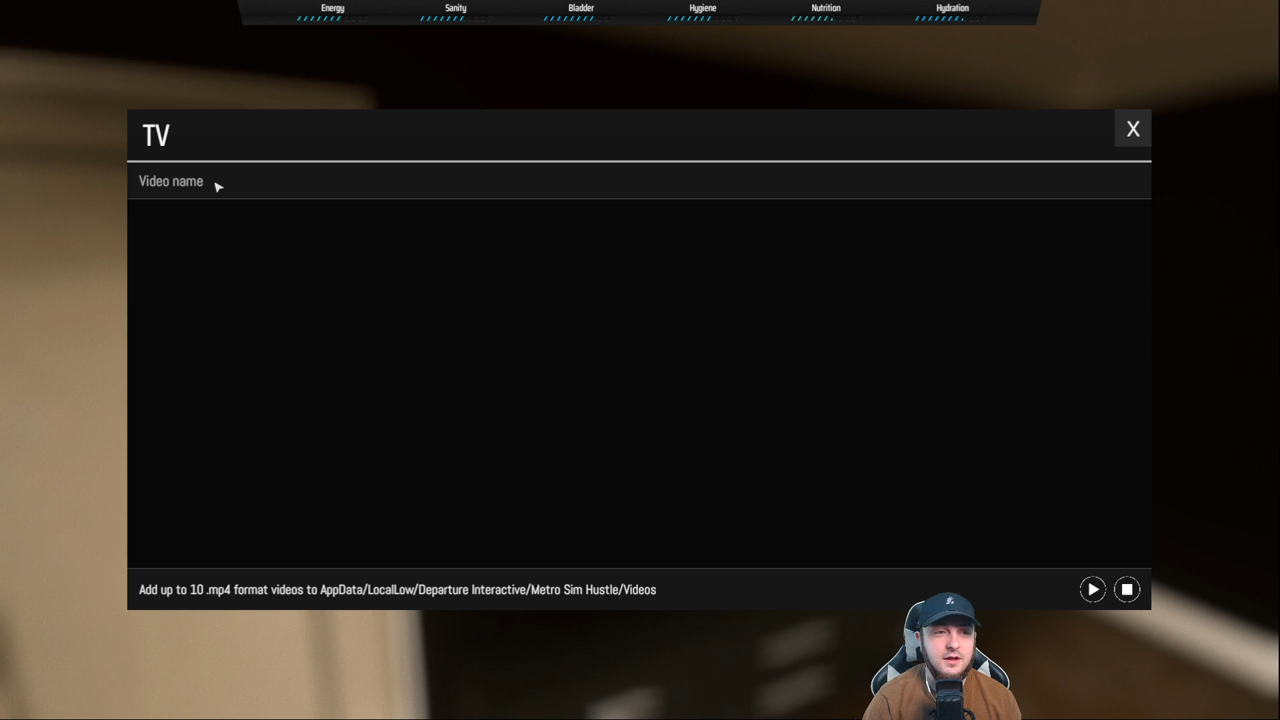 Energy Sanity Bladder Hygiene Nutrition Hydration
TV X
Video name
Add up to 10 .mp4 format videos to AppData/LocalLow/Departure Interactive/Metro Sim Hustle/Videos